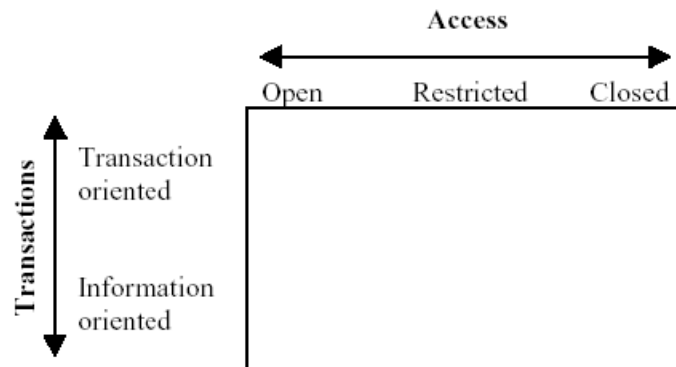 Access
Open Restricted Closed
Transactions
Transaction
oriented
Information
oriented